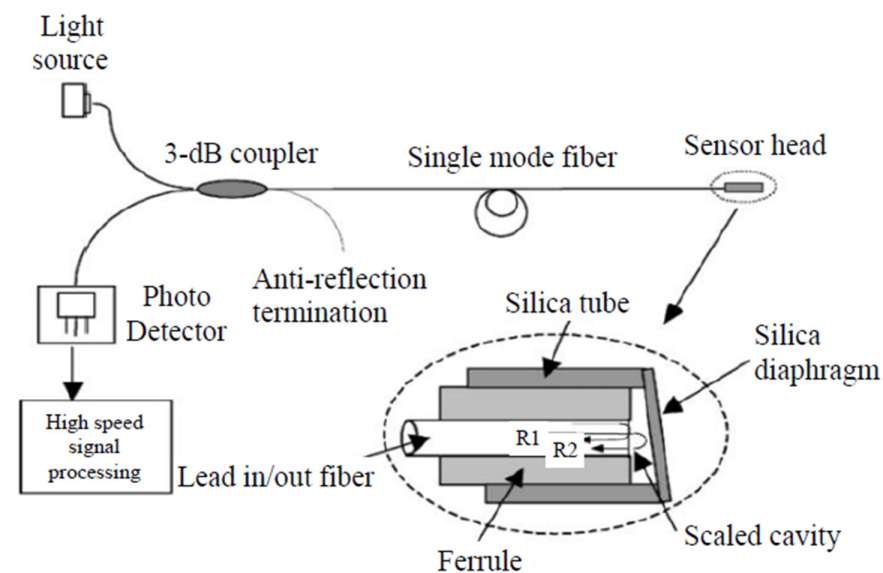 Light
source
3-dB coupler
Single mode fiber
Sensor head
Anti-reflection
termination
Photo
Detector
High speed
signal
processing
Silica tube
Silica
diaphragm
R1
R2
Lead in/out fiber
Ferrule
Scaled cavity